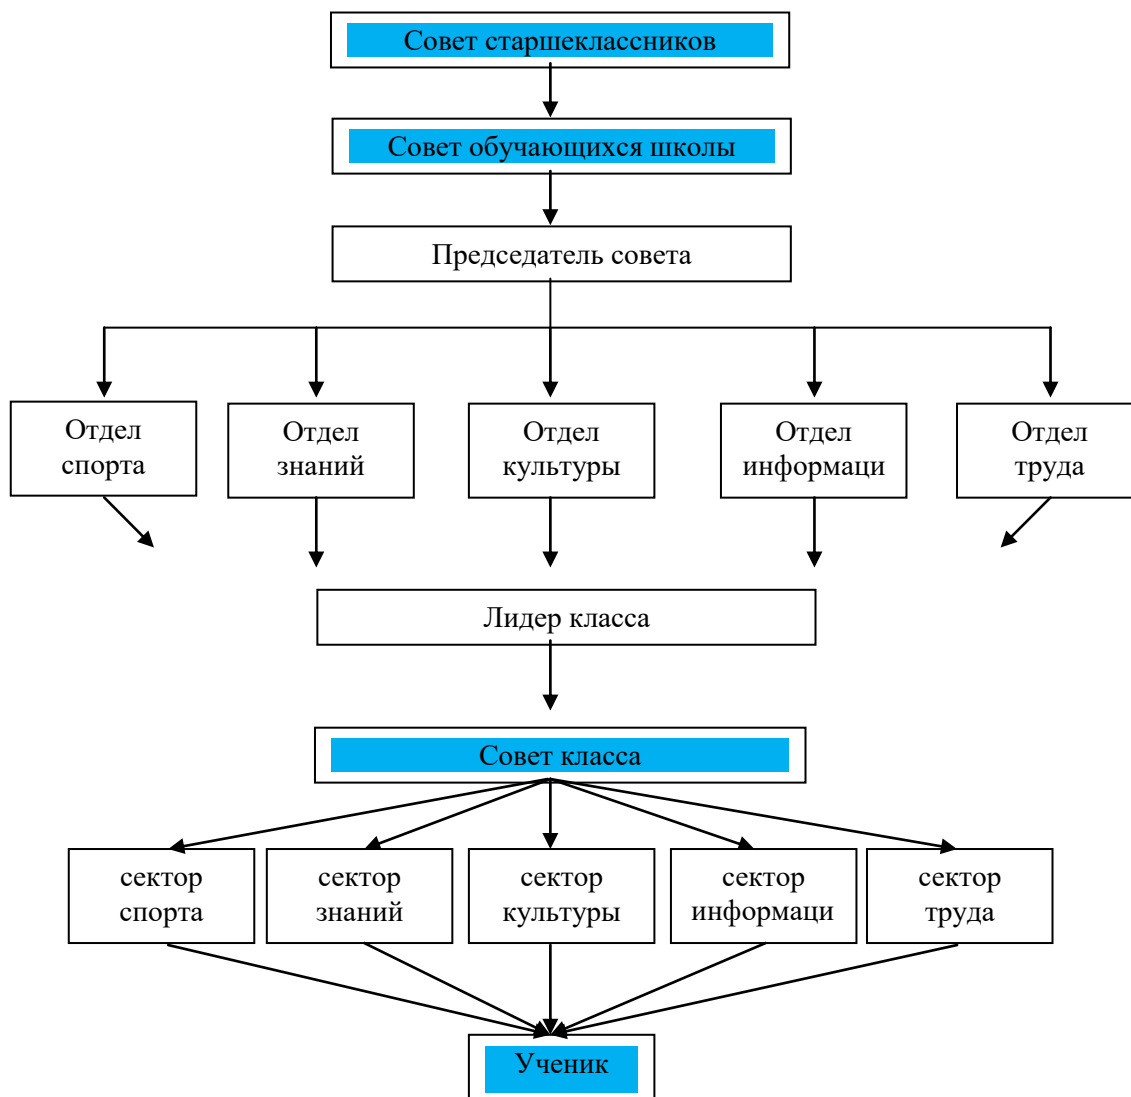 Совет старшеклассников
Совет обучающихся школы
Председатель совета
Отдел
спорта
Отдел
знаний
Отдел
культуры
Отдел
информаци
Отдел
труда
Лидер класса
Совет класса
сектор
спорта
сектор
знаний
сектор
культуры
сектор
информаци
сектор
труда
Ученик